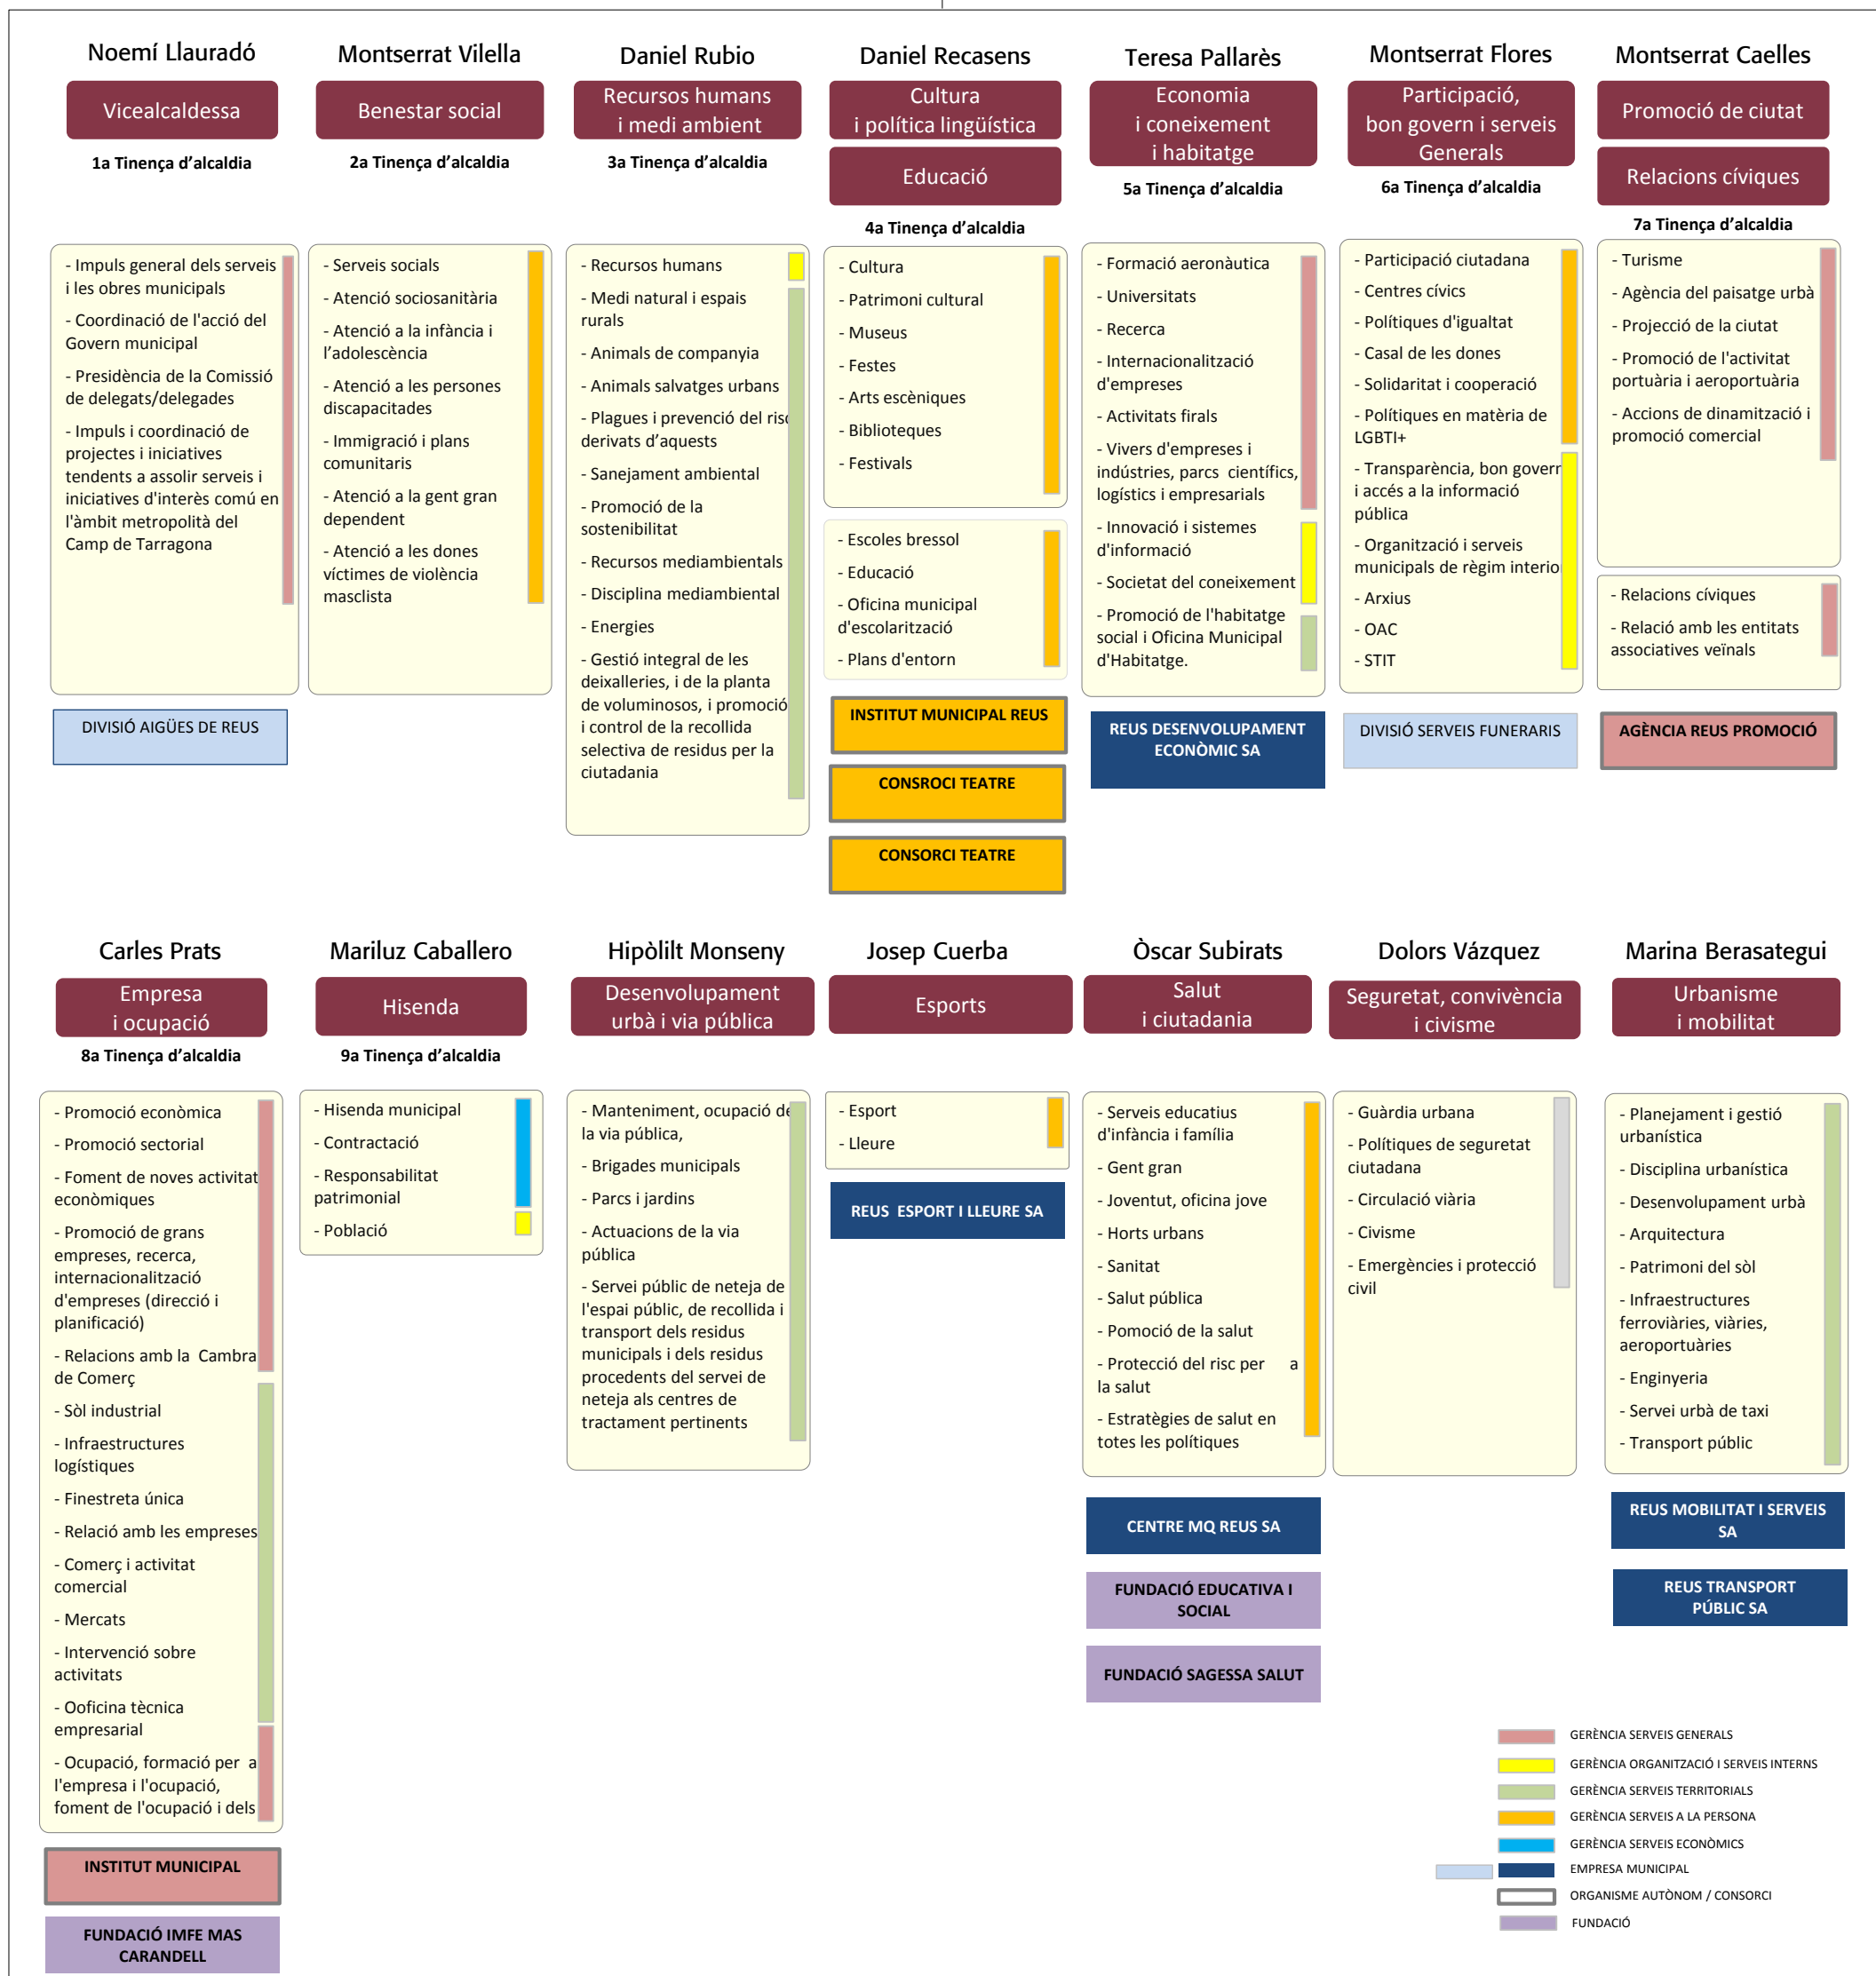 Noemí Llauradó
Vicealcaldessa
1a Tinença d'alcaldia
- Impuls general dels serveis
i les obres municipals
- Coordinació de l'acció del
Govern municipal
- Presidència de la Comissió
de delegats/delegades
- Impuls i coordinació de
projectes i iniciatives
tendents a assolir serveis i
iniciatives d'interès comú en
l'àmbit metropolità del
Camp de Tarragona
DIVISIÓ AIGÜES DE REUS
Montserrat Vilella
Benestar social
2a Tinença d'alcaldia
- Serveis socials
- Atenció sociosanitària
- Atenció a la infància i
l'adolescència
- Atenció a les persones
discapacitades
- Immigració i plans
comunitaris
- Atenció a la gent gran
dependent
- Atenció a les dones
víctimes de violència
masclista
Daniel Rubio
Recursos humans
i medi ambient
3a Tinença d'alcaldia
- Recursos humans
- Medi natural i espais
rurals
- Animals de companyia
- Animals salvatges urbans
- Plagues i prevenció del risc
derivats d'aquests
- Sanejament ambiental
- Promoció de la
sostenibilitat
- Recursos mediambientals
- Disciplina mediambiental
- Energies
- Gestió integral de les
deixalleries, i de la planta
de voluminosos, i promoció
i control de la recollida
selectiva de residus per la
ciutadania
Daniel Recasens
Cultura
i política lingüística
Educació
4a Tinença d'alcaldia
- Cultura
- Patrimoni cultural
- Museus
- Festes
- Arts escèniques
- Biblioteques
- Festivals
- Escoles bressol
- Educació
- Oficina municipal
d'escolarització
- Plans d'entorn
INSTITUT MUNICIPAL REUS
CONSROCI TEATRE
CONSORCI TEATRE
Teresa Pallarès
Economia
i coneixement
i habitatge
5a Tinença d'alcaldia
- Formació aeronàutica
- Universitats
- Recerca
- Internacionalització
d'empreses
- Activitats firals
- Vivers d'empreses i
indústries, parcs científics,
logístics i empresarials
- Innovació i sistemes
d'informació
- Societat del coneixement
- Promoció de l'habitatge
social i Oficina Municipal
d'Habitatge.
REUS DESENVOLUPAMENT
ECONÒMIC SA
Montserrat Flores
Participació,
bon govern i serveis
Generals
6a Tinença d'alcaldia
- Participació ciutadana
- Centres cívics
- Polítiques d'igualtat
- Casal de les dones
- Solidaritat i cooperació
- Polítiques en matèria de
LGBTI+
- Transparència, bon govern
i accés a la informació
pública
- Organització i serveis
municipals de règim interior
- Arxius
- OAC
- STIT
DIVISIÓ SERVEIS FUNERARIS
Montserrat Caelles
Promoció de ciutat
Relacions cíviques
7a Tinença d'alcaldia
- Turisme
- Agència del paisatge urbà
- Projecció de la ciutat
- Promoció de l'activitat
portuària i aeroportuària
- Accions de dinamització i
promoció comercial
- Relacions cíviques
- Relació amb les entitats
associatives veïnals
AGÈNCIA REUS PROMOCIÓ
Carles Prats
Empresa
i ocupació
8a Tinença d'alcaldia
- Promoció econòmica
- Promoció sectorial
- Foment de noves activitat
econòmiques
- Promoció de grans
empreses, recerca,
internacionalització
d'empreses (direcció i
planificació)
- Relacions amb la Cambra
de Comerç
- Sòl industrial
- Infraestructures
logístiques
- Finestreta única
- Relació amb les empreses
- Comerç i activitat
comercial
- Mercats
- Intervenció sobre
activitats
- Ooficina tècnica
empresarial
- Ocupació, formació per a
l'empresa i l'ocupació,
foment de l'ocupació i dels
INSTITUT MUNICIPAL
FUNDACIÓ IMFE MAS
CARANDELL
Mariluz Caballero
Hisenda
9a Tinença d'alcaldia
- Hisenda municipal
- Contractació
- Responsabilitat
patrimonial
- Població
Hipòlilt Monseny
Desenvolupament
urbà i via pública
- Manteniment, ocupació de
la via pública,
- Brigades municipals
- Parcs i jardins
- Actuacions de la via
pública
- Servei públic de neteja de
l'espai públic, de recollida i
transport dels residus
municipals i dels residus
procedents del servei de
neteja als centres de
tractament pertinents
Josep Cuerba
Esports
- Esport
- Lleure
REUS ESPORT I LLEURE SA
Òscar Subirats
Salut
i ciutadania
- Serveis educatius
d'infància i família
- Gent gran
- Joventut, oficina jove
- Horts urbans
- Sanitat
- Salut pública
- Pomoció de la salut
- Protecció del risc per a
la salut
- Estratègies de salut en
totes les polítiques
CENTRE MQ REUS SA
FUNDACIÓ EDUCATIVA I
SOCIAL
FUNDACIÓ SAGESSA SALUT
Dolors Vázquez
Seguretat, convivència
i civisme
- Guàrdia urbana
- Polítiques de seguretat
ciutadana
- Circulació viària
- Civisme
- Emergències i protecció
civil
Marina Berasategui
Urbanisme
i mobilitat
- Planejament i gestió
urbanística
- Disciplina urbanística
- Desenvolupament urbà
- Arquitectura
- Patrimoni del sòl
- Infraestructures
ferroviàries, viàries,
aeroportuàries
- Enginyeria
- Servei urbà de taxi
- Transport públic
REUS MOBILITAT I SERVEIS
SA
REUS TRANSPORT
PÚBLIC SA
GERÈNCIA SERVEIS GENERALS
GERÈNCIA ORGANITZACIÓ I SERVEIS INTERNS
GERÈNCIA SERVEIS TERRITORIALS
GERÈNCIA SERVEIS A LA PERSONA
GERÈNCIA SERVEIS ECONÒMICS
EMPRESA MUNICIPAL
ORGANISME AUTÒNOM / CONSORCI
FUNDACIÓ